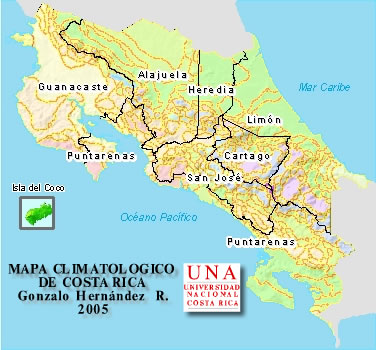 Guanacaste
Alajuela
Heredia
Mar Caribe
Limón
Puntarenas
Cartago
San José
Isla del Coco
Océano Pacífico
Puntarenas
MAPA CLIMATOLOGICO
DE COSTA RICA
Gonzalo Hernández R.
2005
UNA
UNIVERSIDAD
NACIONAL
COSTA RICA